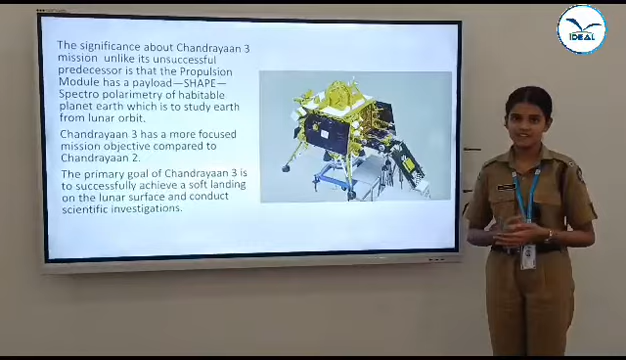 The significance about Chandrayaan 3
mission unlike its unsuccessful
predecessor is that the Propulsion
Module has a payload—SHAPE—
Spectro polarimetry of habitable
planet earth which is to study earth
from lunar orbit.
Chandrayaan 3 has a more focused
mission objective compared to
Chandrayaan 2.
The primary goal of Chandrayaan 3 is
to successfully achieve a soft landing
on the lunar surface and conduct
scientific investigations.
IDEAL